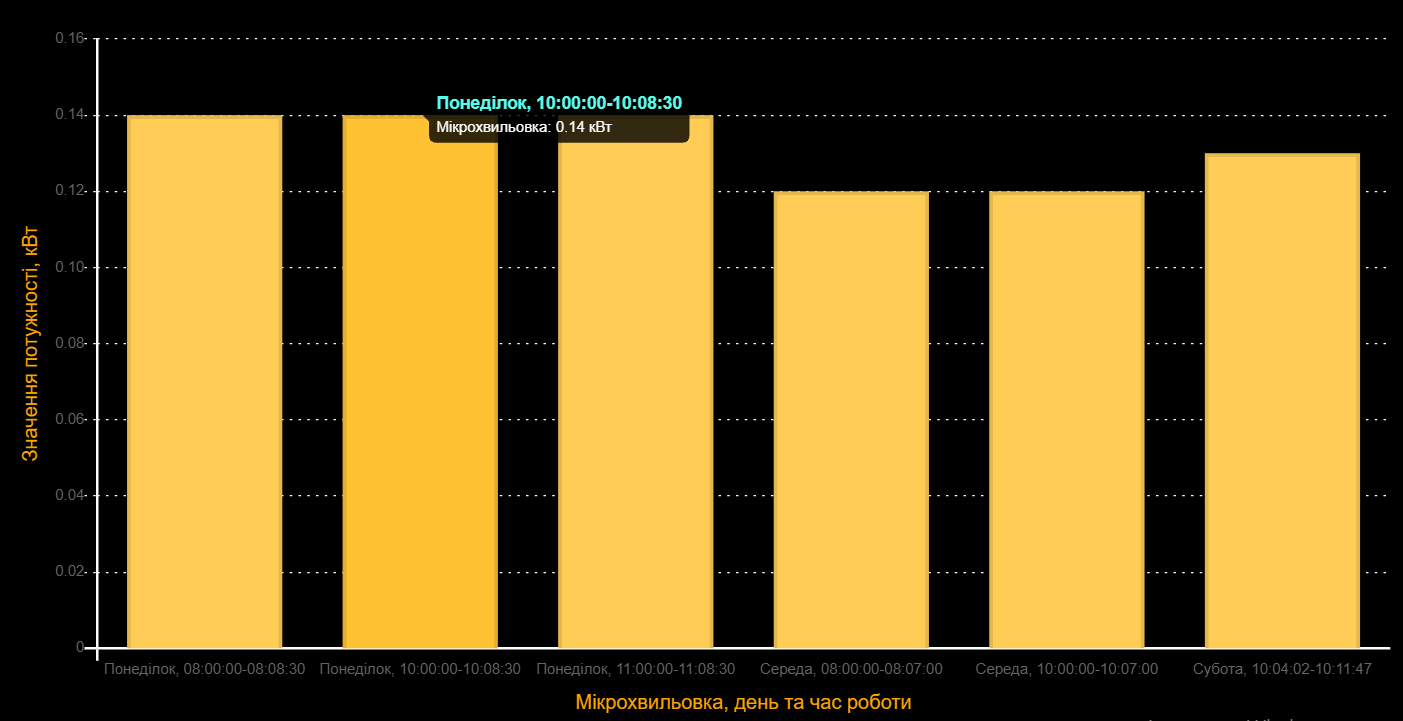 0.16
Понеділок, 10:00:00-10:08:30
0.14
Мікрохвильовка: 0.14 кВт
0.12
0.10
0.08
0.06
0.04
0.02
0
Значення потужності, кВт
Понеділок, 08:00:00-08:08:30 Понеділок, 10:00:00-10:08:30 Понеділок, 11:00:00-11:08:30 Середа, 08:00:00-08:07:00 Середа, 10:00:00-10:07:00 Субота, 10:04:02-10:11:47
Мікрохвильовка, день та час роботи